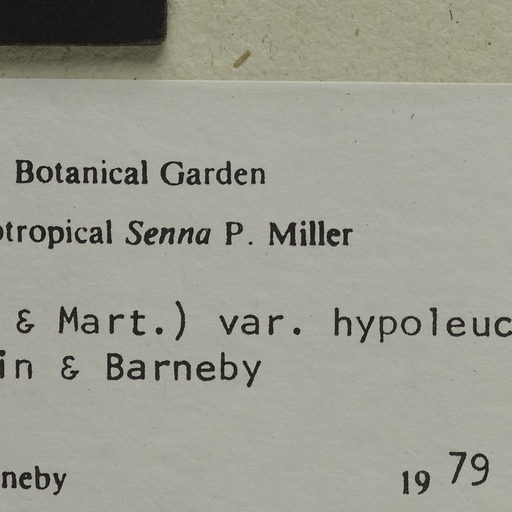 Botanical Garden
otropical Senna P. Miller
& Mart.) var. hypoleuc
in & Barneby
neby 1979